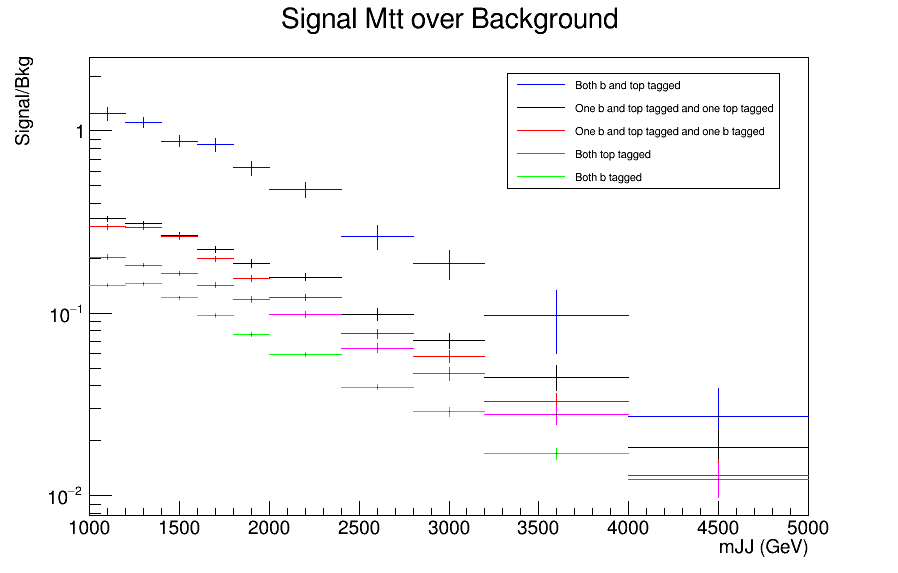 Signal Mtt over Background
Signal/Bkg
Both b and top tagged
One b and top tagged and one top tagged
One b and top tagged and one b tagged
Both top tagged
Both b tagged
1
10⁻¹
10⁻²
1000 1500 2000 2500 3000 3500 4000 4500 5000
mJJ (GeV)